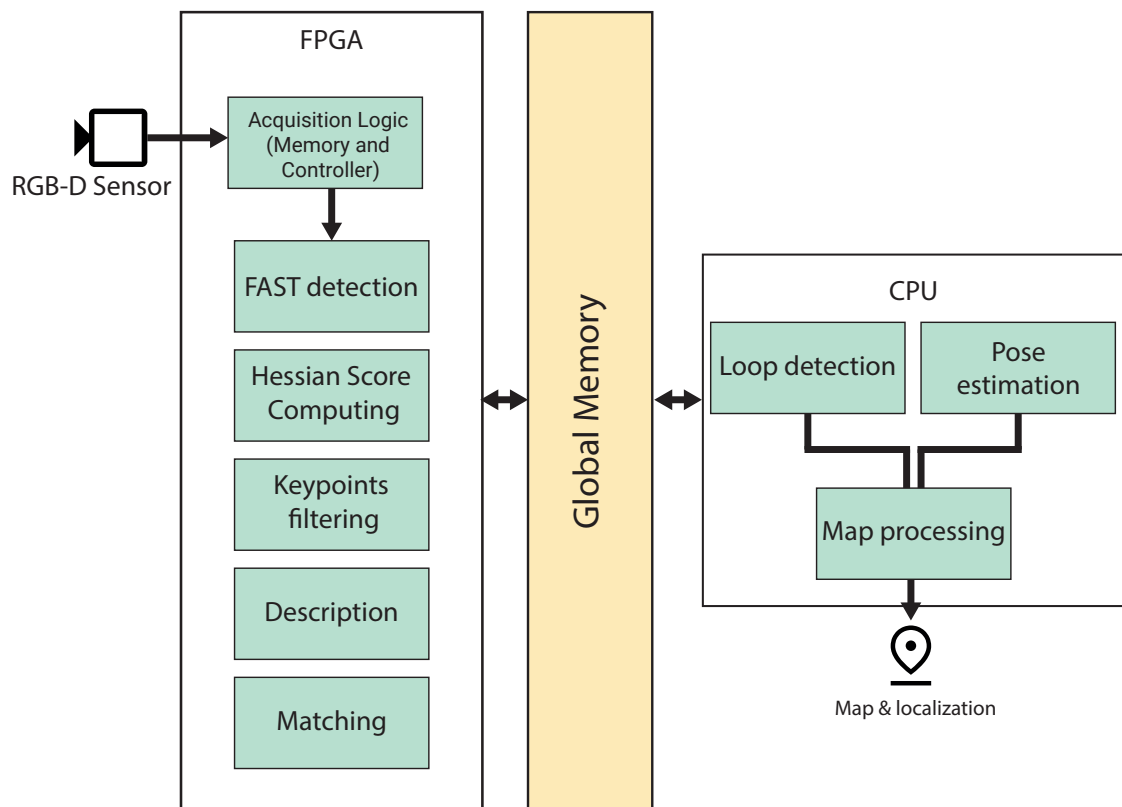 FPGA
Acquisition Logic
(Memory and
Controller)
RGB-D Sensor
FAST detection
Hessian Score
Computing
Keypoints
filtering
Description
Matching
Global Memory
CPU
Loop detection
Pose
estimation
Map processing
Map & localization